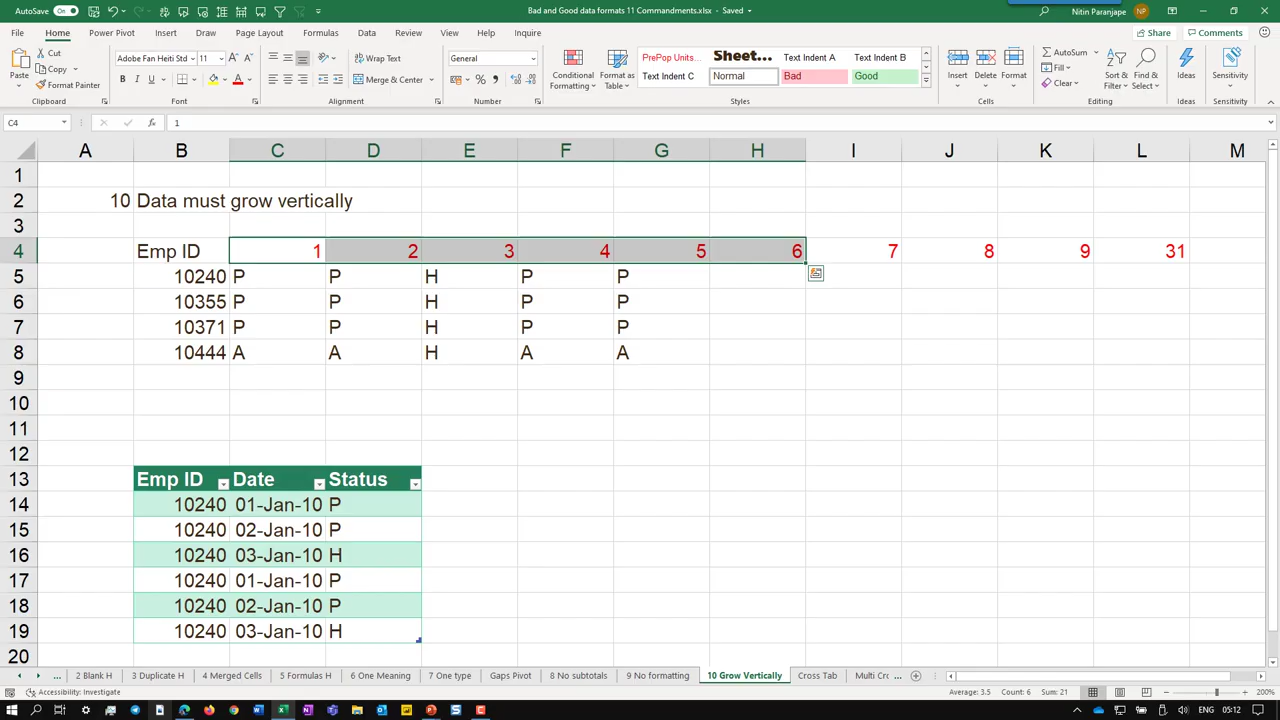 AutoSave On
Bad and Good data formats 11 Commandments.xlsx - Saved
Nitin Paranjape NP
File Home Power Pivot Insert Draw Page Layout Formulas Data Review View Help Inquire
Share Comments
Paste Cut Copy Format Painter
Adobe Fan Heiti Std 11
B I U
Merge & Center
General
Conditional Formatting Format as Table
PrePop Units... Sheet... Text Indent A Text Indent B
Text Indent C Normal Bad Good
Insert Delete Format
AutoSum Fill Clear
Sort & Filter Find & Select
Ideas Sensitivity
Clipboard Font Alignment Number Styles Cells Editing Ideas Sensitivity
C4 fx 1
A B C D E F G H I J K L M
1
2 10 Data must grow vertically
3
4 Emp ID 1 2 3 4 5 6 7 8 9 31
5 10240 P P H P P
6 10355 P P H P P
7 10371 P P H P P
8 10444 A A H A A
9
10
11
12
13 Emp ID Date Status
14 10240 01-Jan-10 P
15 10240 02-Jan-10 P
16 10240 03-Jan-10 H
17 10240 01-Jan-10 P
18 10240 02-Jan-10 P
19 10240 03-Jan-10 H
20
... 2 Blank H 3 Duplicate H 4 Merged Cells 5 Formulas H 6 One Meaning 7 One type Gaps Pivot 8 No subtotals 9 No formatting 10 Grow Vertically Cross Tab Multi Crc ...
Accessibility: Investigate
Average: 3.5 Count: 6 Sum: 21 200%
ENG 05:12